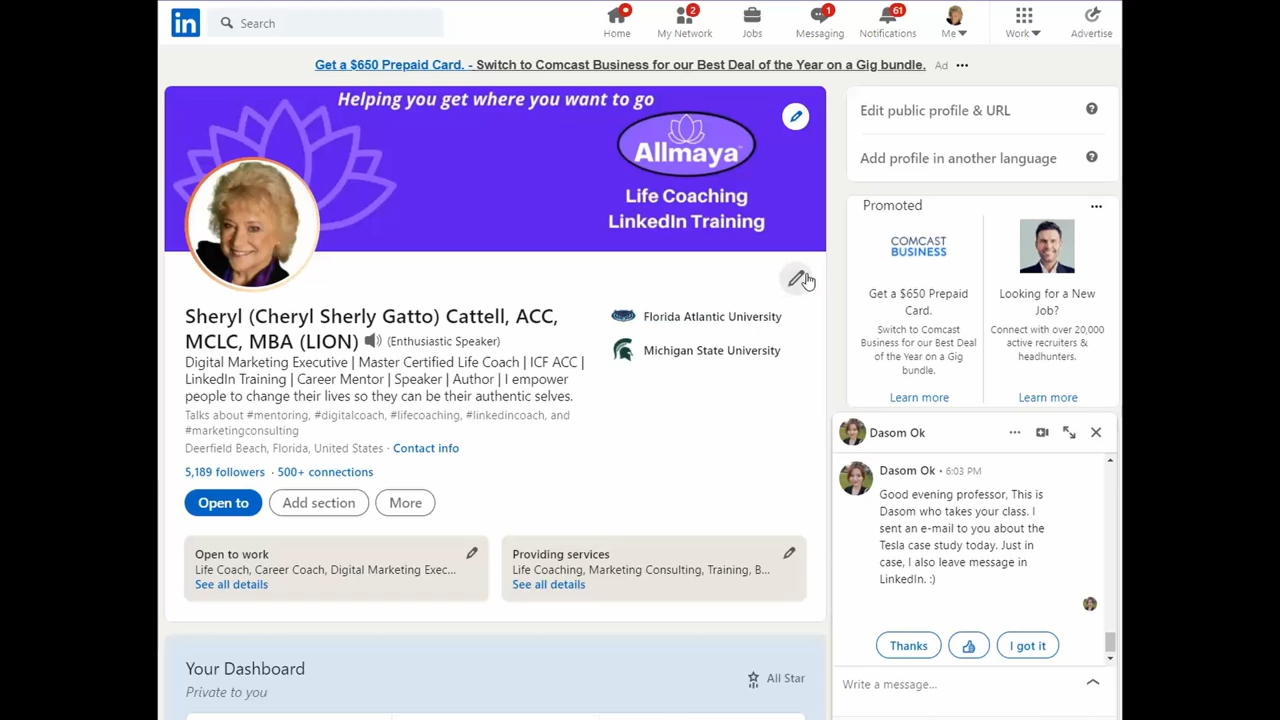 in
Search
Home
2
My Network
Jobs
1
Messaging
61
Notifications
Me
Work
Advertise
Get a $650 Prepaid Card. - Switch to Comcast Business for our Best Deal of the Year on a Gig bundle. Ad •••
Helping you get where you want to go
Allmaya
Life Coaching
LinkedIn Training
Sheryl (Cheryl Sherly Gatto) Cattell, ACC,
MCLC, MBA (LION) (Enthusiastic Speaker)
Digital Marketing Executive | Master Certified Life Coach | ICF ACC |
LinkedIn Training | Career Mentor | Speaker | Author | I empower
people to change their lives so they can be their authentic selves.
Talks about #mentoring, #digitalcoach, #lifecoaching, #linkedincoach, and
#marketingconsulting
Deerfield Beach, Florida, United States · Contact info
5,189 followers · 500+ connections
Florida Atlantic University
Michigan State University
Open to
Add section
More
Open to work
Life Coach, Career Coach, Digital Marketing Exec...
See all details
Providing services
Life Coaching, Marketing Consulting, Training, B...
See all details
Your Dashboard
Private to you
All Star
Edit public profile & URL
Add profile in another language
Promoted
COMCAST
BUSINESS
Get a $650 Prepaid
Card.
Switch to Comcast
Business for our Best
Deal of the Year on a
Gig bundle.
Learn more
Looking for a New
Job?
Connect with over 20,000
active recruiters &
headhunters.
Learn more
Dasom Ok
Dasom Ok • 6:03 PM
Good evening professor, This is
Dasom who takes your class. I
sent an e-mail to you about the
Tesla case study today. Just in
case, I also leave message in
LinkedIn. :)
Thanks
I got it
Write a message...